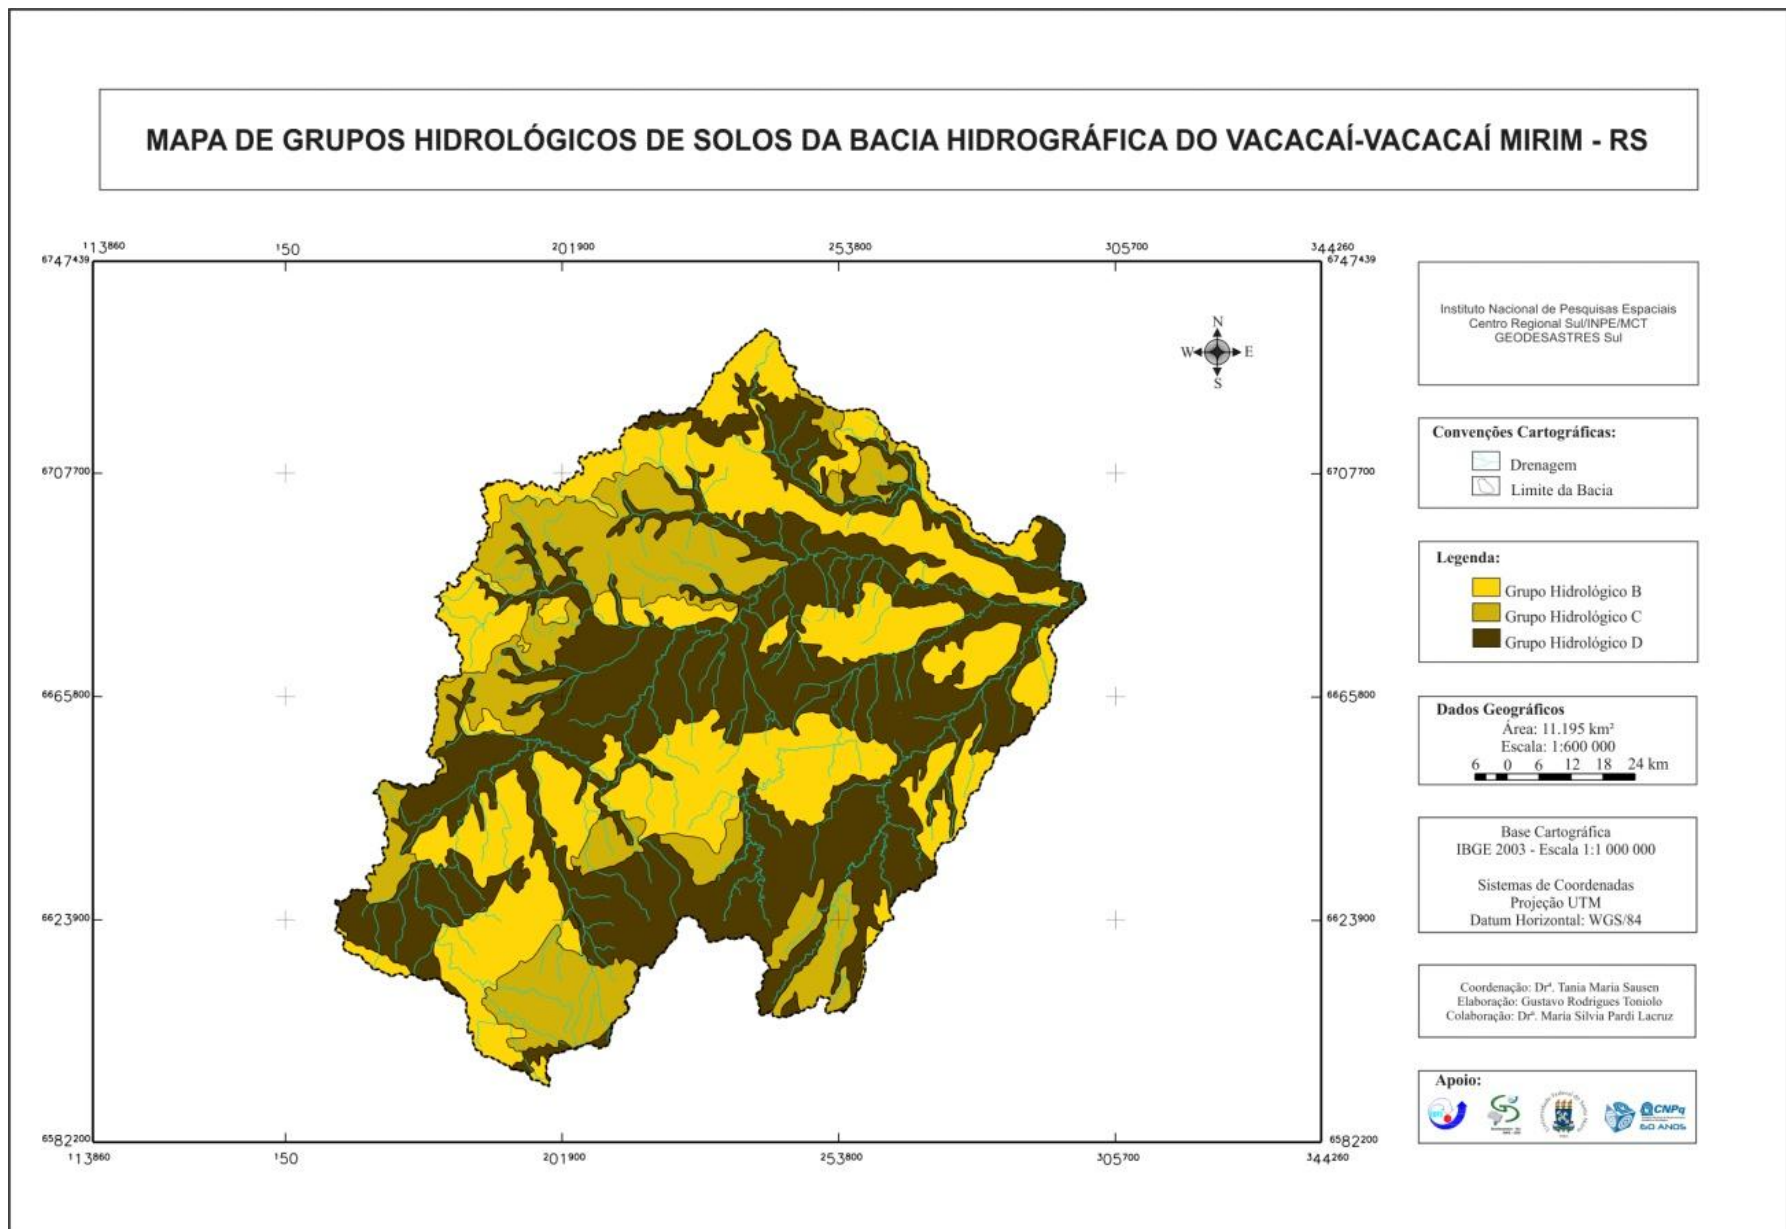 MAPA DE GRUPOS HIDROLÓGICOS DE SOLOS DA BACIA HIDROGRÁFICA DO VACACAÍ-VACACAÍ MIRIM - RS
113860 150 201900 253800 305700 344260
6747439 6747439
N
W E
S
6707700 6707700
6665800 6665800
6623900 6623900
6582200 6582200
113860 150 201900 253800 305700 344260
Instituto Nacional de Pesquisas Espaciais
Centro Regional Sul/INPE/MCT
GEODESASTRES Sul
Convenções Cartográficas:
Drenagem
Limite da Bacia
Legenda:
Grupo Hidrológico B
Grupo Hidrológico C
Grupo Hidrológico D
Dados Geográficos
Área: 11.195 km²
Escala: 1:600 000
6 0 6 12 18 24 km
Base Cartográfica
IBGE 2003 - Escala 1:1 000 000
Sistemas de Coordenadas
Projeção UTM
Datum Horizontal: WGS/84
Coordenação: Drª. Tania Maria Sausen
Elaboração: Gustavo Rodrigues Toniolo
Colaboração: Drª. Maria Silvia Pardi Lacruz
Apoio:
CNPq
60 ANOS